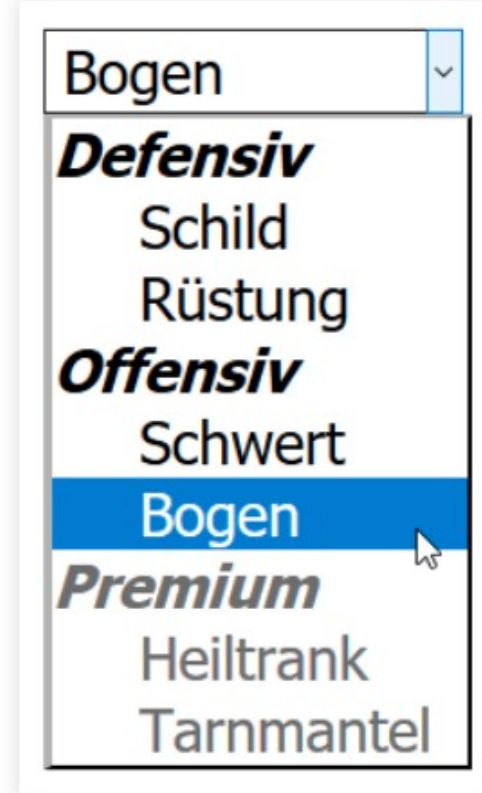 Bogen
Defensiv
Schild
Rüstung
Offensiv
Schwert
Bogen
Premium
Heiltrank
Tarnmantel